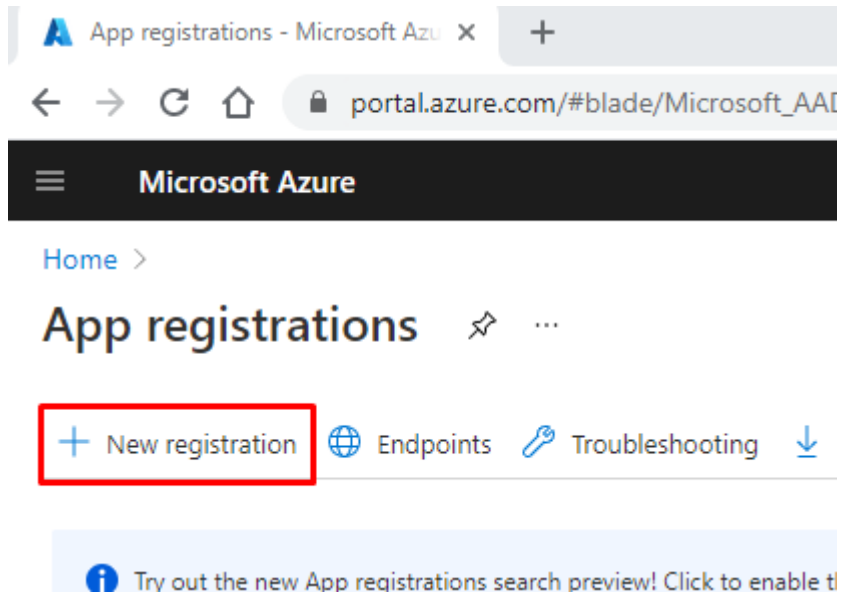 App registrations - Microsoft Azu
portal.azure.com/#blade/Microsoft_AAD
Microsoft Azure
Home >
App registrations ...
+ New registration Endpoints Troubleshooting
Try out the new App registrations search preview! Click to enable